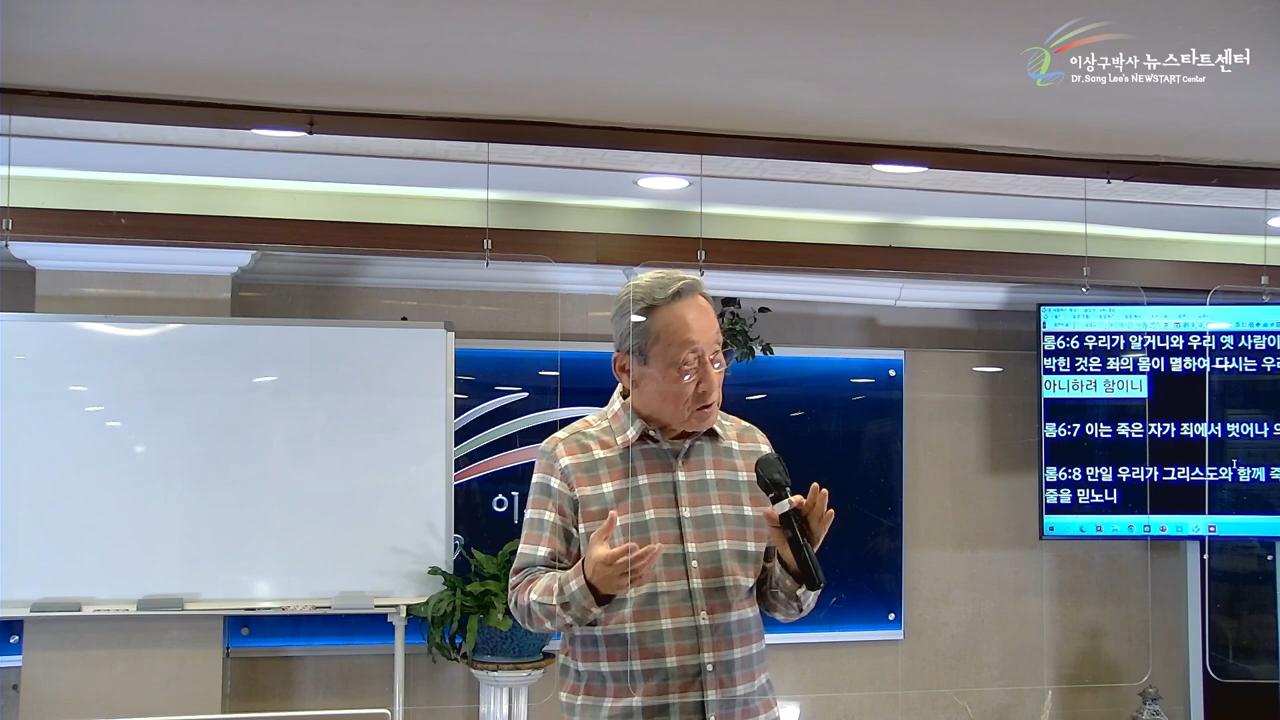 이상구박사 뉴스타트센터
Dr. Sang Lee's NEWSTART Center
이
롬6:6 우리가 알거니와 우리 옛 사람이
박힌 것은 죄의 몸이 멸하여 다시는 우리
아니하려 함이니
롬6:7 이는 죽은 자가 죄에서 벗어나 의
롬6:8 만일 우리가 그리스도와 함께 죽
줄을 믿노니